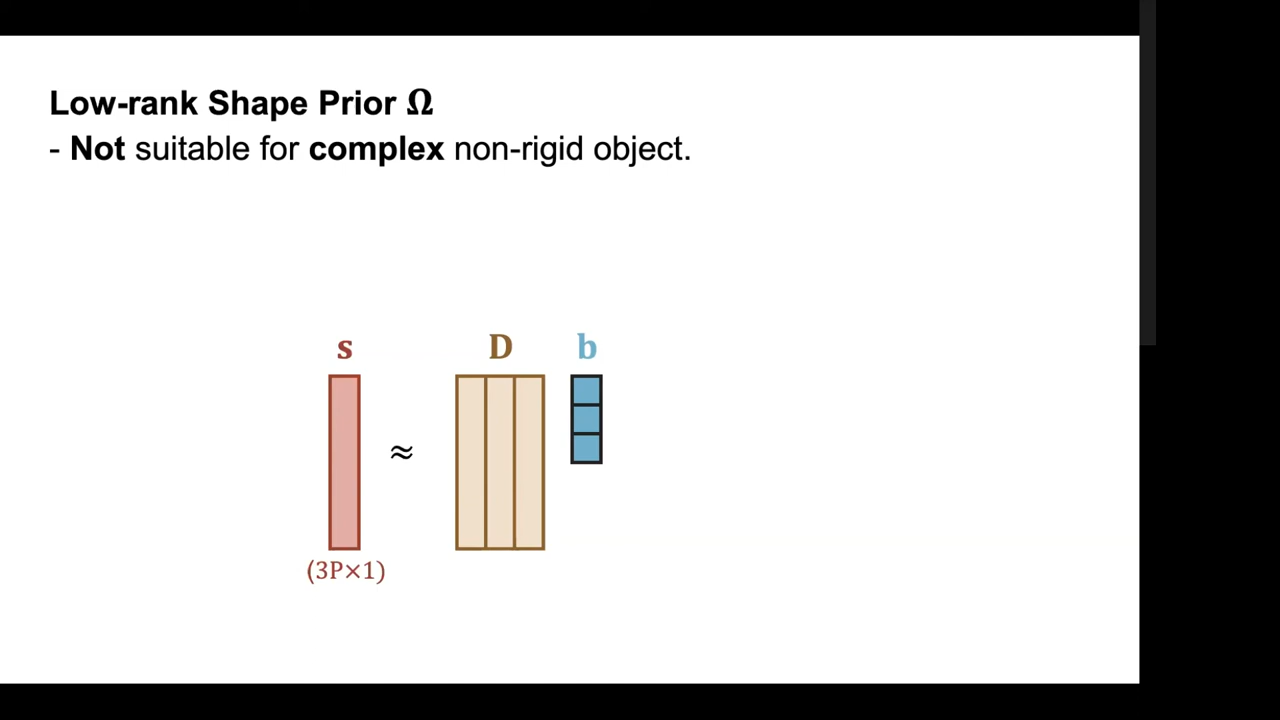 Low-rank Shape Prior Ω
- Not suitable for complex non-rigid object.
s D b
≈
(3P×1)